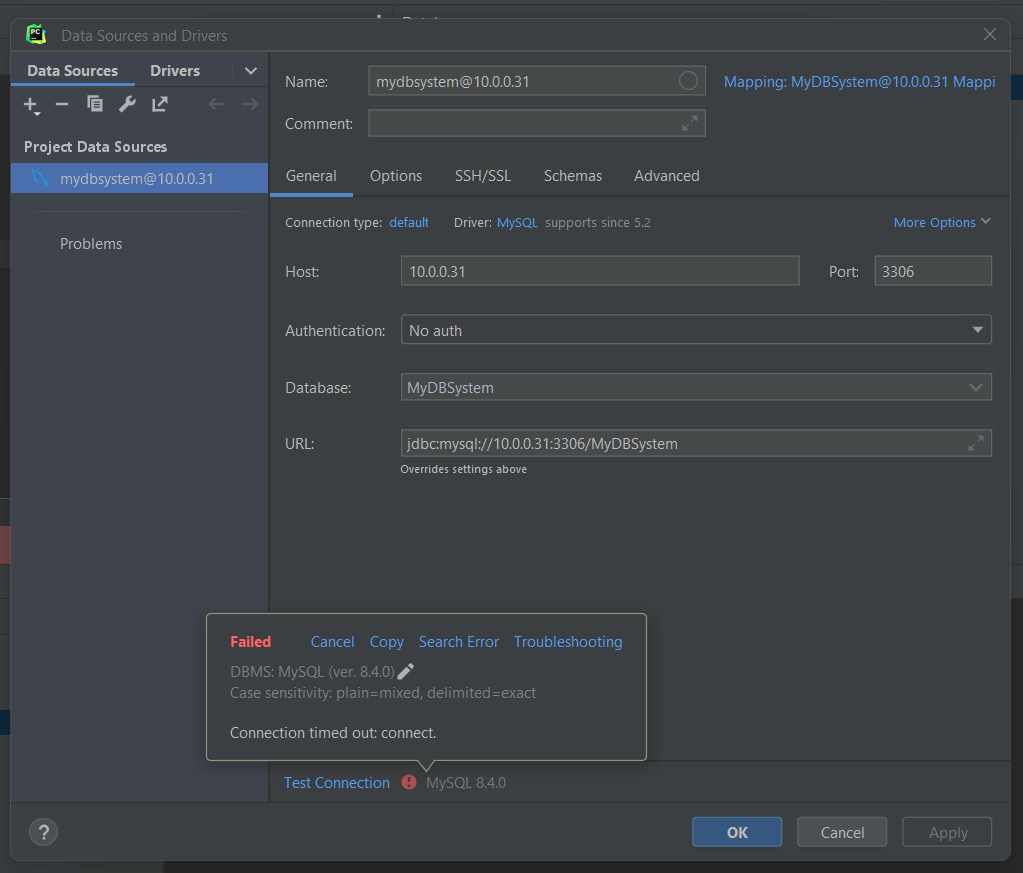 Data Sources and Drivers
Data Sources Drivers
Project Data Sources
mydbsystem@10.0.0.31
Problems
Name: mydbsystem@10.0.0.31 Mapping: MyDBSystem@10.0.0.31 Mappi
Comment:
General Options SSH/SSL Schemas Advanced
Connection type: default Driver: MySQL supports since 5.2 More Options
Host: 10.0.0.31 Port: 3306
Authentication: No auth
Database: MyDBSystem
URL: jdbc:mysql://10.0.0.31:3306/MyDBSystem
Overrides settings above
Failed Cancel Copy Search Error Troubleshooting
DBMS: MySQL (ver. 8.4.0)
Case sensitivity: plain=mixed, delimited=exact
Connection timed out: connect.
Test Connection MySQL 8.4.0
? OK Cancel Apply